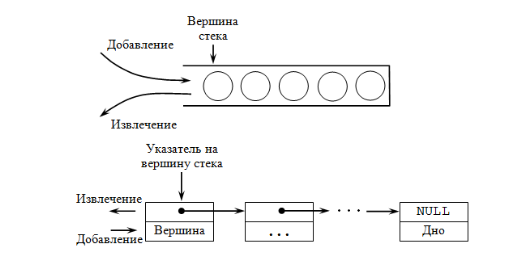 Вершина
стека
Добавление
Извлечение
Указатель на
вершину стека
Извлечение
Добавление
NULL
Вершина
...
Дно